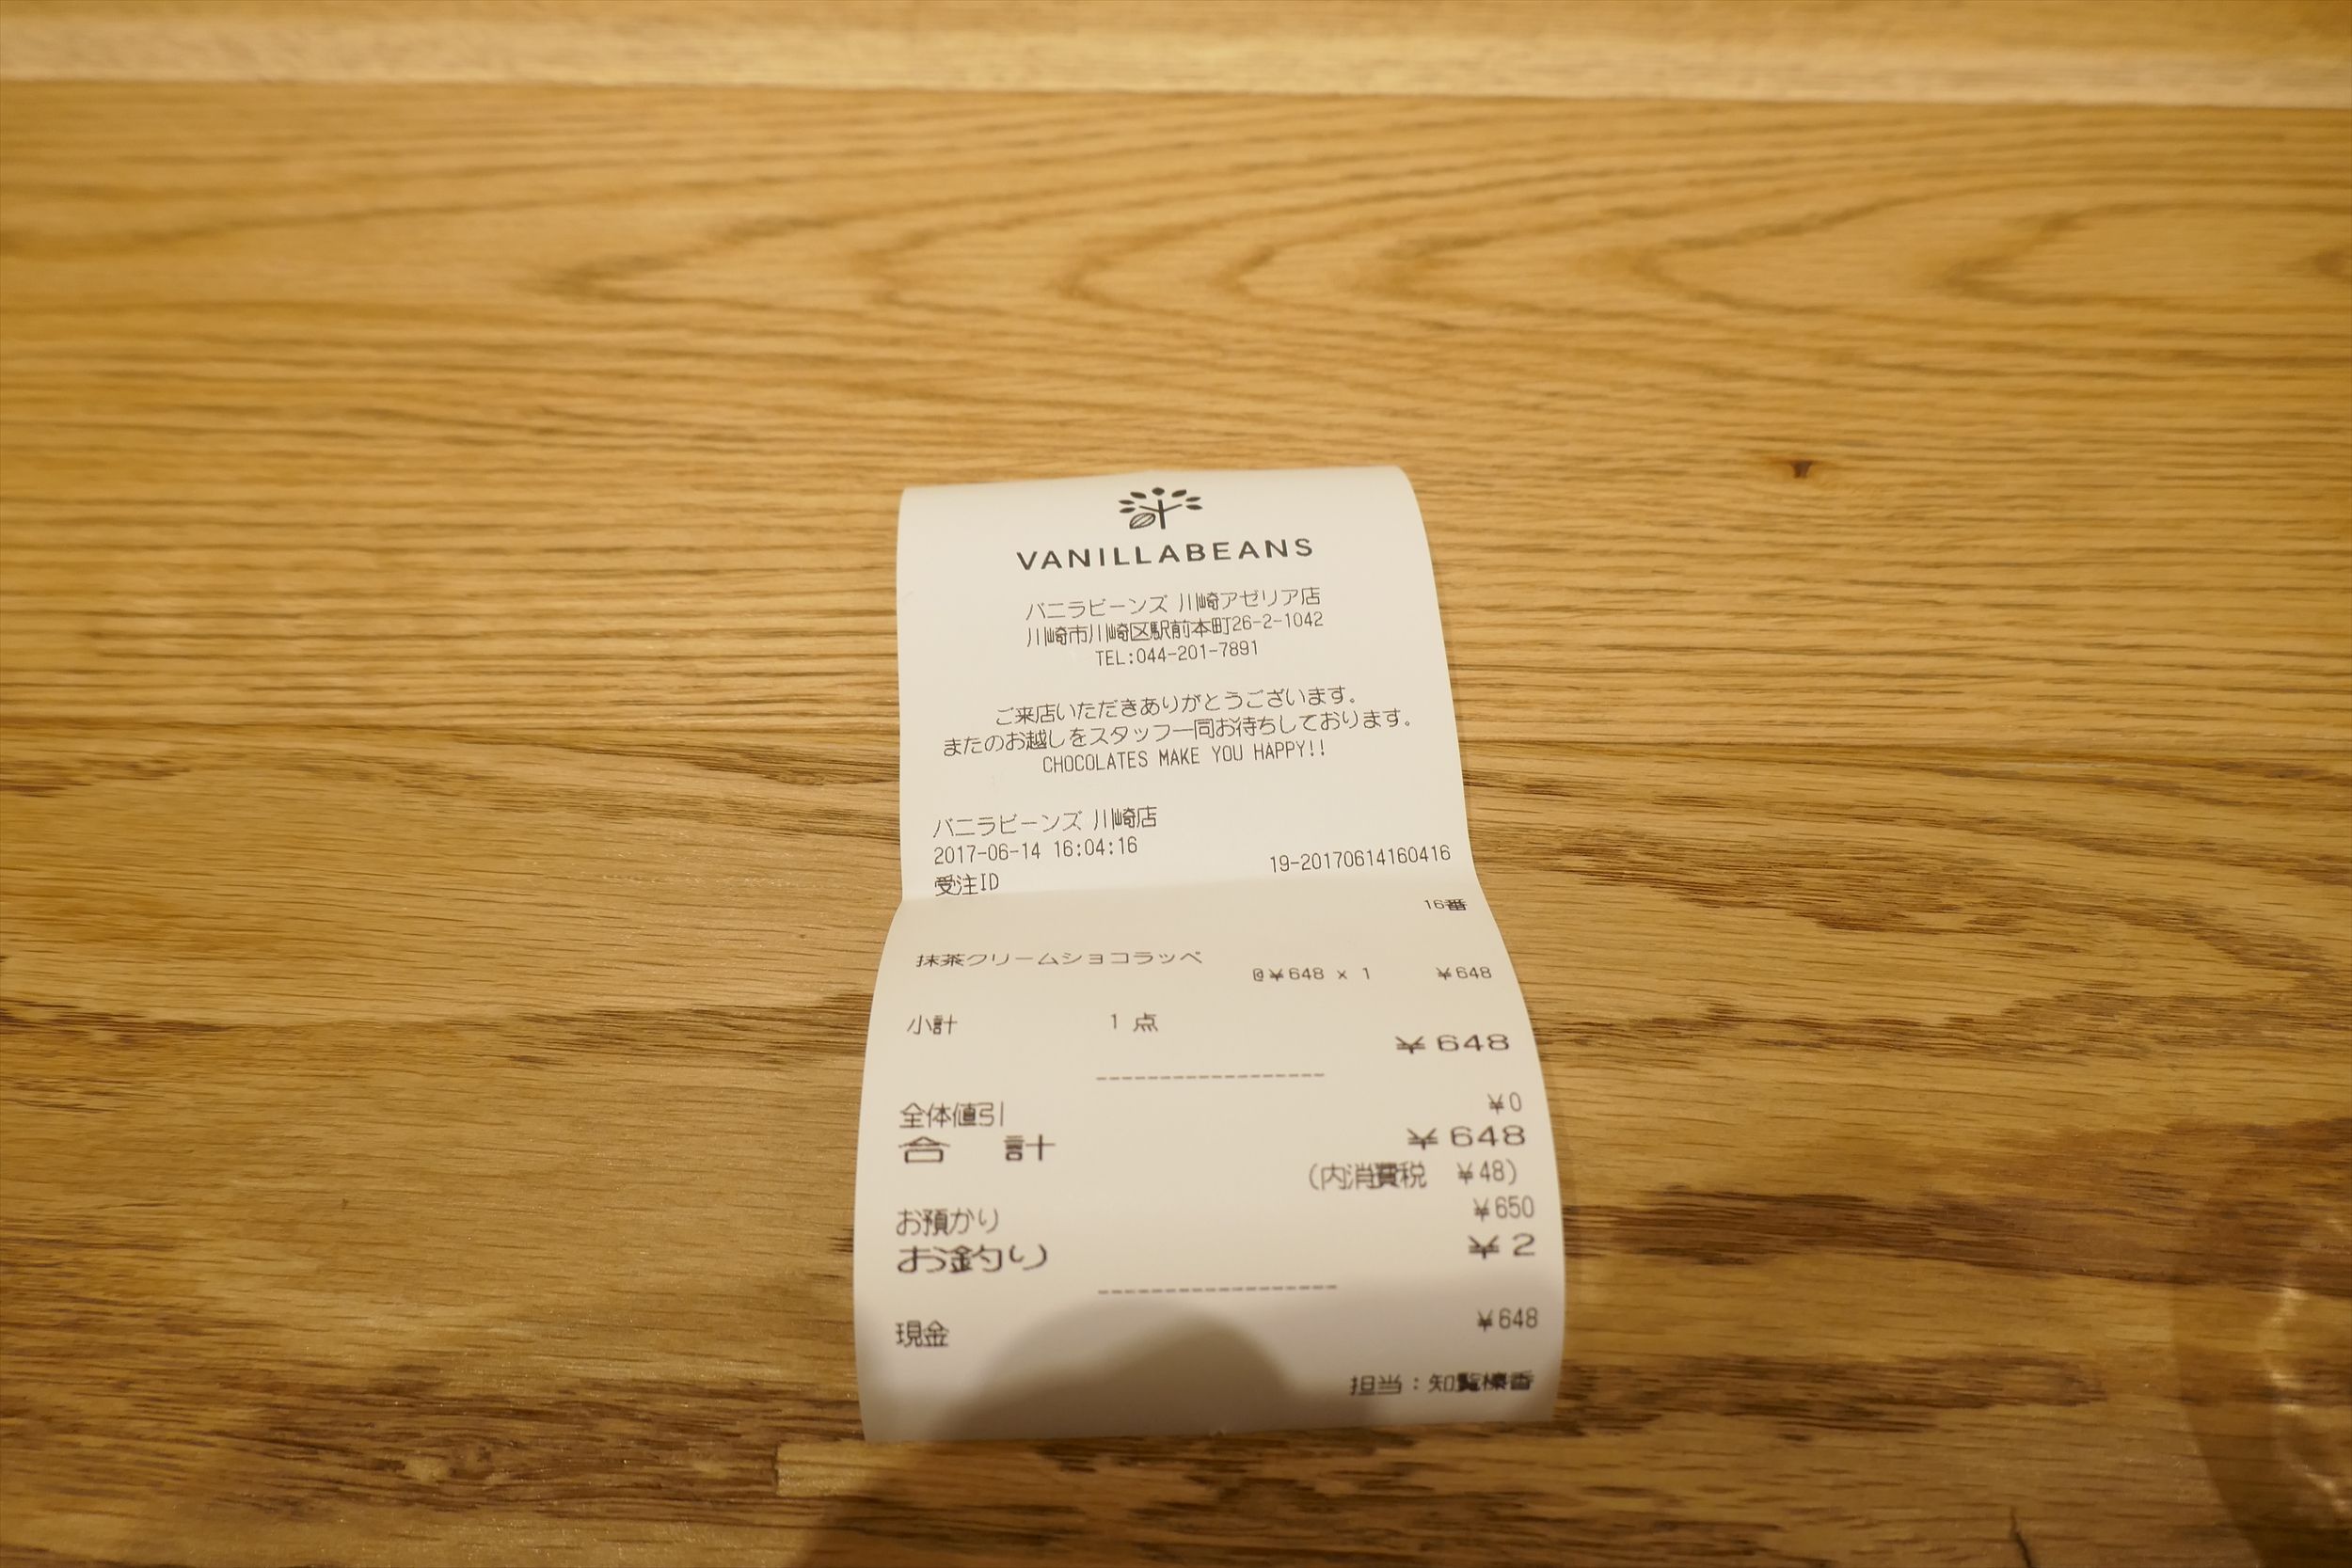 VANILLABEANS
バニラビーンズ 川崎アゼリア店
川崎市川崎区駅前本町26-2-1042
TEL:044-201-7891
ご来店いただきありがとうございます。
またのお越しをスタッフ一同お待ちしております。
CHOCOLATES MAKE YOU HAPPY!!
バニラビーンズ 川崎店
2017-06-14 16:04:16
受注ID 19-20170614160416
16番
抹茶クリームショコラッペ
@¥648 x 1 ¥648
小計 1 点
¥648
------------------
全体値引 ¥0
合 計 ¥648
(内消費税 ¥48)
お預かり ¥650
お釣り ¥2
-------------------
現金 ¥648
担当：知覧 香